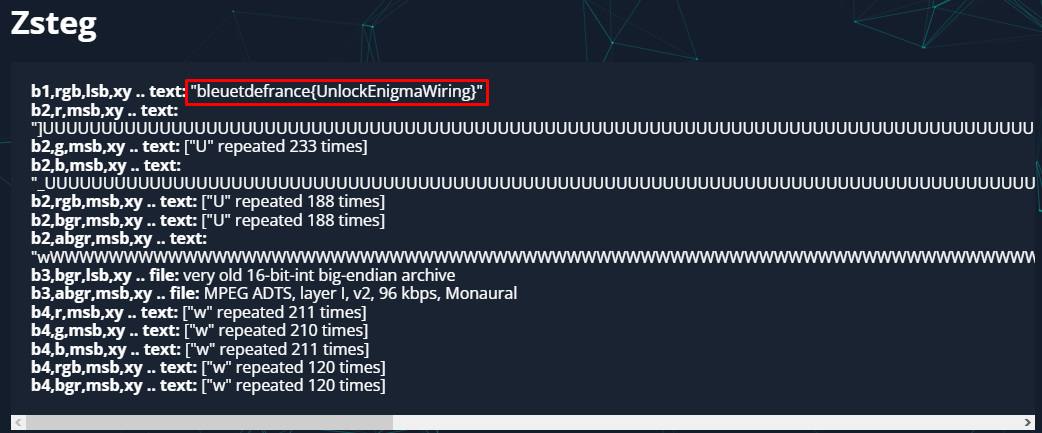 Zsteg
b1,rgb,lsb,xy .. text: "bleuetdefrance{UnlockEnigmaWiring}"
b2,r,msb,xy .. text:
"]UUUUUUUUUUUUUUUUUUUUUUUUUUUUUUUUUUUUUUUUUUUUUUUUUUUUUUUUUUUUUUUUUUUUUUUUUUUUUUUUUUUU
b2,g,msb,xy .. text: ["U" repeated 233 times]
b2,b,msb,xy .. text:
"_UUUUUUUUUUUUUUUUUUUUUUUUUUUUUUUUUUUUUUUUUUUUUUUUUUUUUUUUUUUUUUUUUUUUUUUUUUUUUUUUUUUU
b2,rgb,msb,xy .. text: ["U" repeated 188 times]
b2,bgr,msb,xy .. text: ["U" repeated 188 times]
b2,abgr,msb,xy .. text:
"wWWWWWWWWWWWWWWWWWWWWWWWWWWWWWWWWWWWWWWWWWWWWWWWWWWWWWWWWWWWWWWWWWW
b3,bgr,lsb,xy .. file: very old 16-bit-int big-endian archive
b3,abgr,msb,xy .. file: MPEG ADTS, layer I, v2, 96 kbps, Monaural
b4,r,msb,xy .. text: ["w" repeated 211 times]
b4,g,msb,xy .. text: ["w" repeated 210 times]
b4,b,msb,xy .. text: ["w" repeated 211 times]
b4,rgb,msb,xy .. text: ["w" repeated 120 times]
b4,bgr,msb,xy .. text: ["w" repeated 120 times]